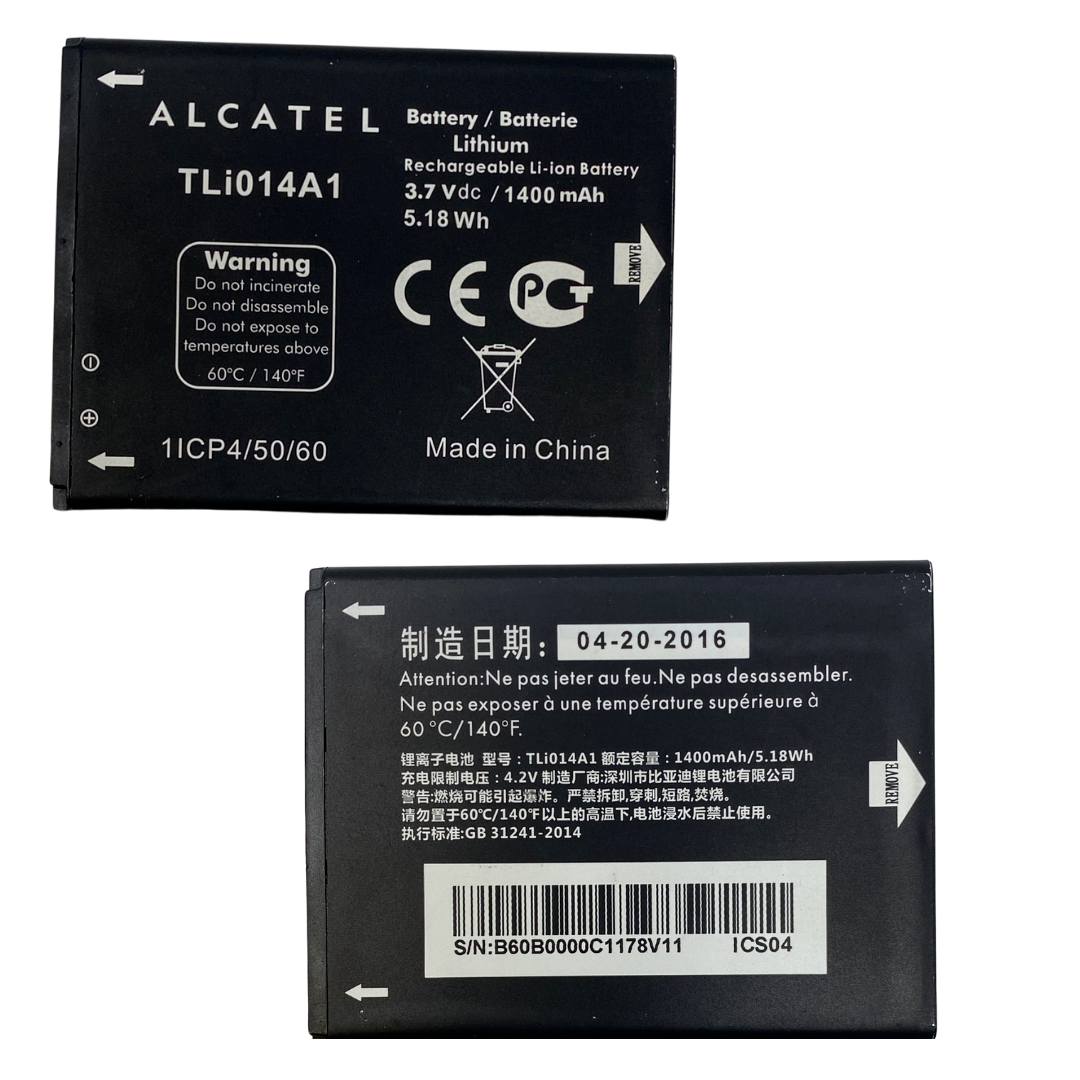 ALCATEL
TLi014A1
Battery / Batterie
Lithium
Rechargeable Li-ion Battery
3.7 Vdc / 1400 mAh
5.18 Wh
Warning
Do not incinerate
Do not disassemble
Do not expose to
temperatures above
60°C / 140°F
CE PCT
REMOVE
1ICP4/50/60
Made in China
制造日期: 04-20-2016
Attention:Ne pas jeter au feu.Ne pas desassembler.
Ne pas exposer à une température supérieure à
60 °C/140°F.
锂离子电池 型号: TLi014A1 额定容量: 1400mAh/5.18Wh
充电限制电压: 4.2V 制造厂商:深圳市比亚迪锂电池有限公司
警告:燃烧可能引起爆炸。严禁拆卸,穿刺,短路,焚烧。
请勿置于60℃/140°F以上的高温下,电池浸水后禁止使用。
执行标准:GB 31241-2014
REMOVE
S/N:B60B0000C1178V11 ICS04